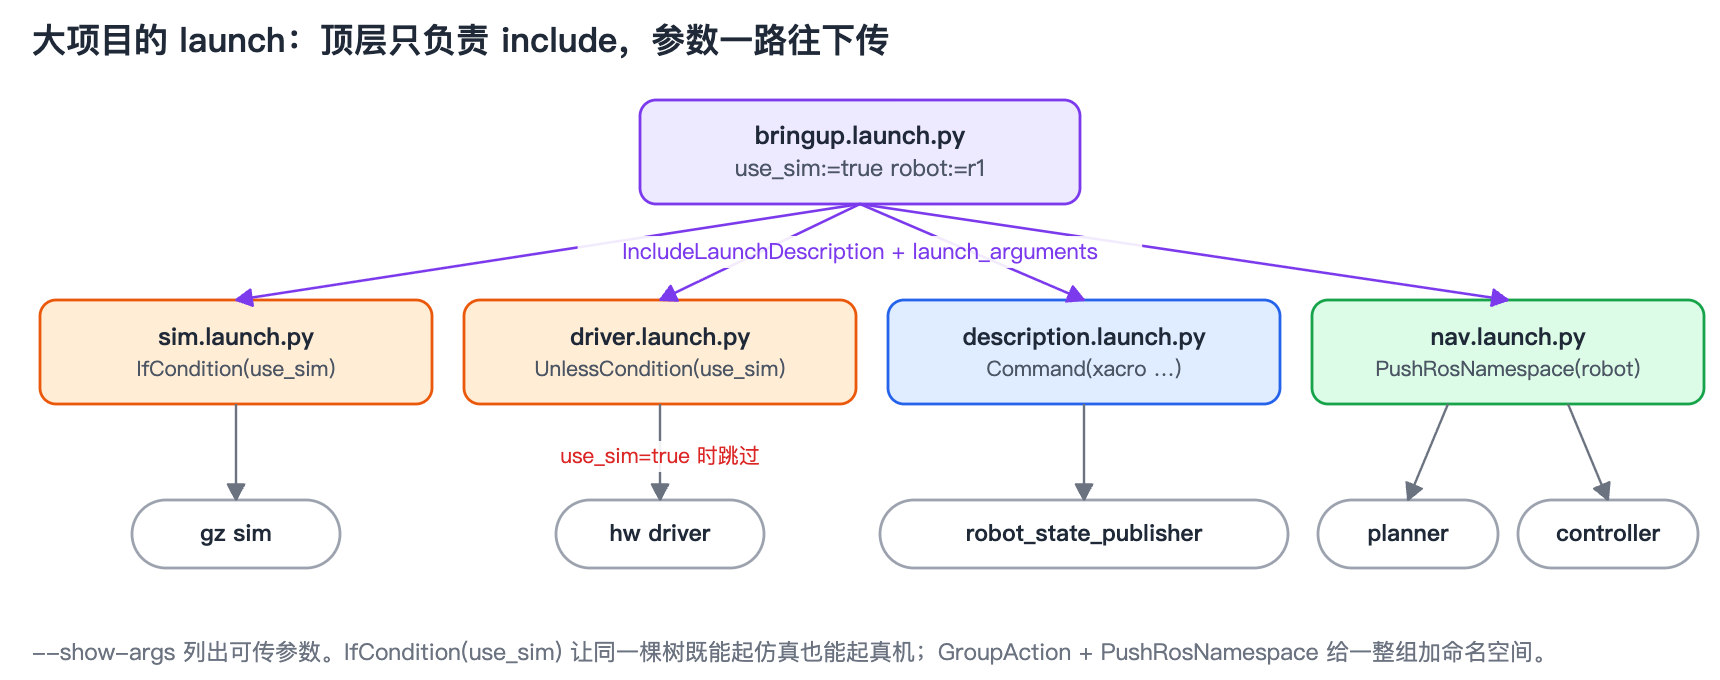 大项目的 launch：顶层只负责 include，参数一路往下传
bringup.launch.py
use_sim:=true robot:=r1
IncludeLaunchDescription + launch_arguments
sim.launch.py
IfCondition(use_sim)
driver.launch.py
UnlessCondition(use_sim)
description.launch.py
Command(xacro …)
nav.launch.py
PushRosNamespace(robot)
use_sim=true 时跳过
gz sim
hw driver
robot_state_publisher
planner
controller
--show-args 列出可传参数。IfCondition(use_sim) 让同一棵树既能起仿真也能起真机；GroupAction + PushRosNamespace 给一整组加命名空间。